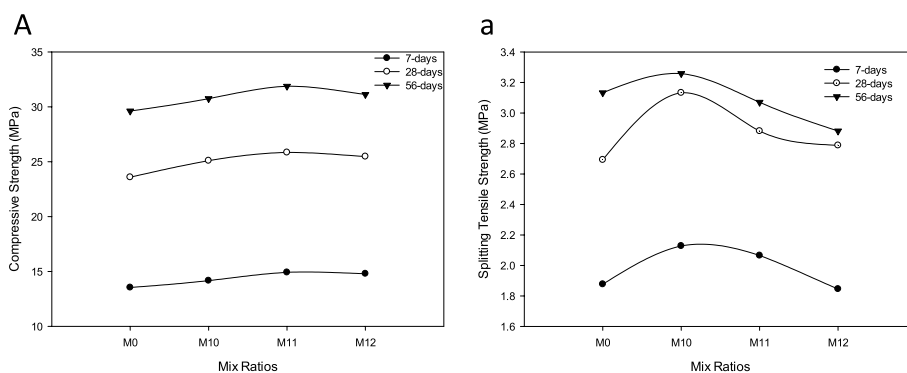 A
Compressive Strength (MPa)
35
30
25
20
15
10
7-days
28-days
56-days
M0 M10 M11 M12
Mix Ratios
a
Splitting Tensile Strength (MPa)
3.4
3.2
3.0
2.8
2.6
2.4
2.2
2.0
1.8
1.6
7-days
28-days
56-days
M0 M10 M11 M12
Mix Ratios